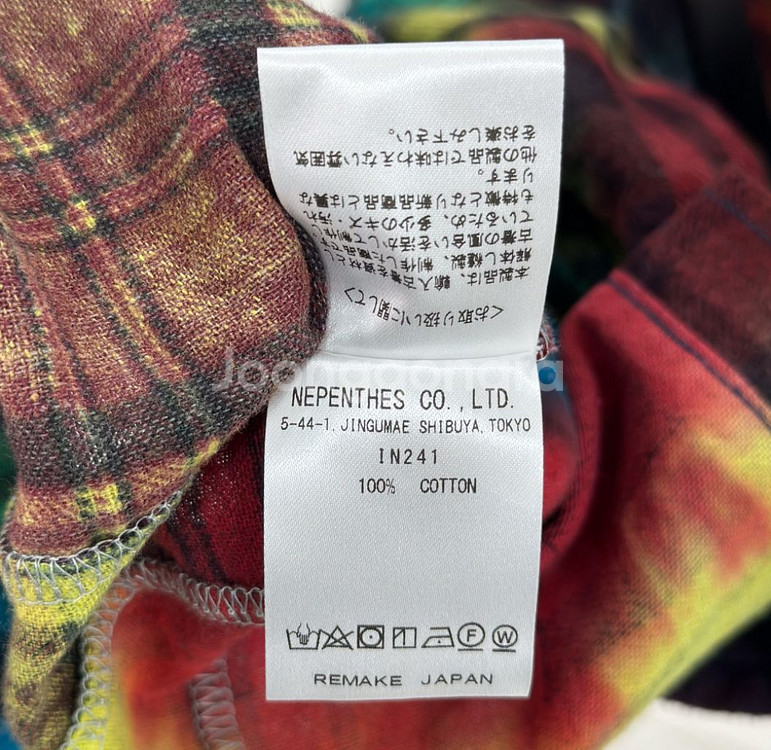 <お取り扱いに関して>
本製品は、輸入古着を資材とし
解体し縫製、制作した商品です
古着の風合いを活かして制作し
ているため、多少のキズ・汚れ
も特徴となり新品商品とは異な
ります。
他の製品では味わえない雰囲気
をお楽しみ下さい。
Joonggonara
NEPENTHES CO.,LTD.
5-44-1, JINGUMAE SHIBUYA, TOKYO
IN241
100% COTTON
F W
REMAKE JAPAN